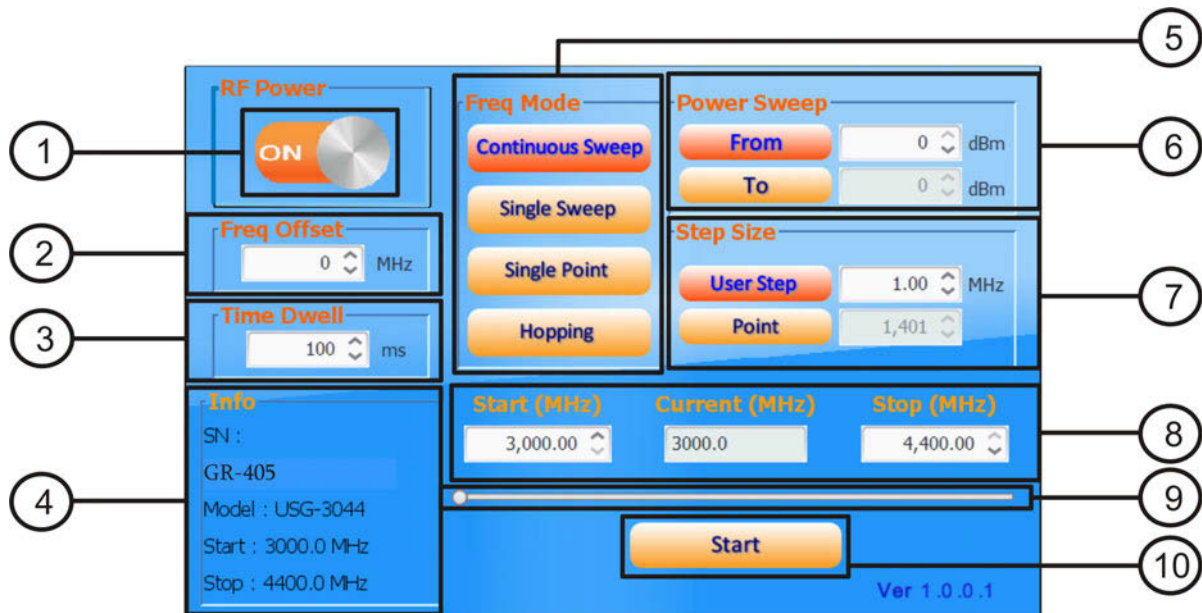 5
RF Power
Freq Mode
Power Sweep
1
ON
Continuous Sweep
From
0
dBm
6
To
0
dBm
Single Sweep
2
Freq Offset
0
MHz
Step Size
Single Point
User Step
1.00
MHz
7
3
Time Dwell
100
ms
Hopping
Point
1,401
Info
Start (MHz)
Current (MHz)
Stop (MHz)
SN :
3,000.00
3000.0
4,400.00
8
GR-405
4
Model : USG-3044
9
Start : 3000.0 MHz
Start
10
Stop : 4400.0 MHz
Ver 1.0.0.1